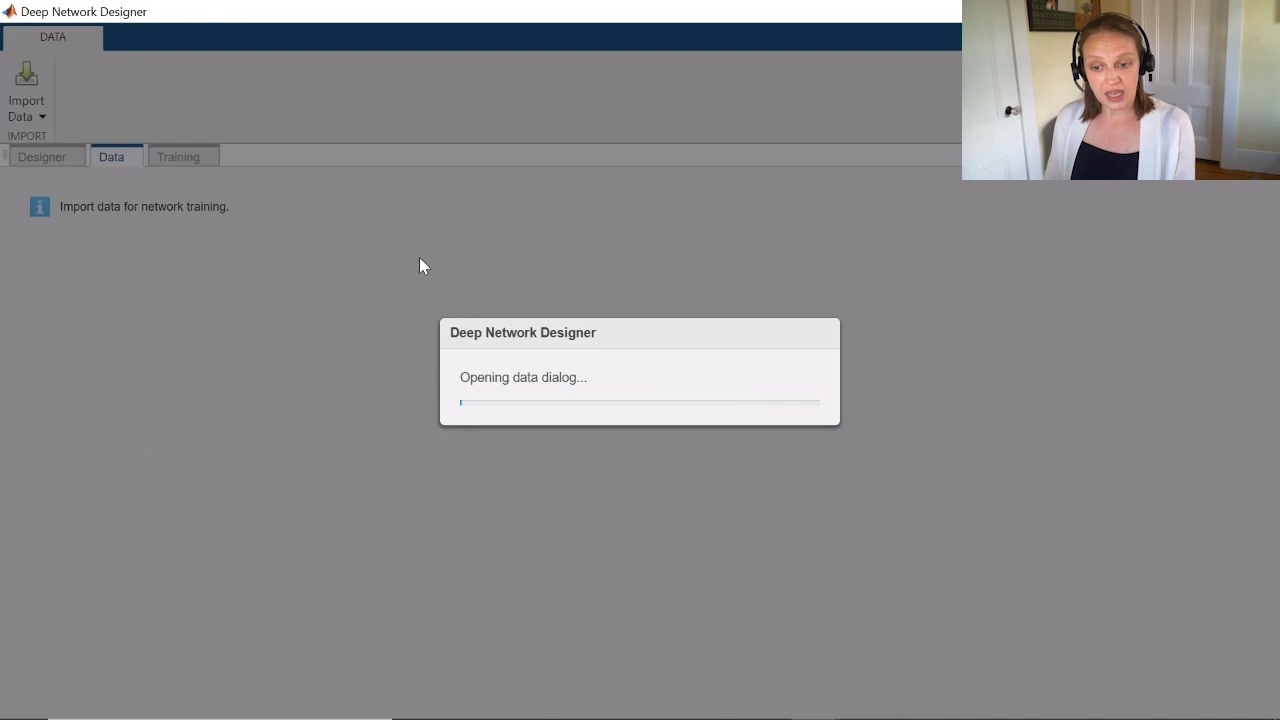 Deep Network Designer
DATA
Import
Data
IMPORT
Designer
Data
Training
Import data for network training.
Deep Network Designer
Opening data dialog...